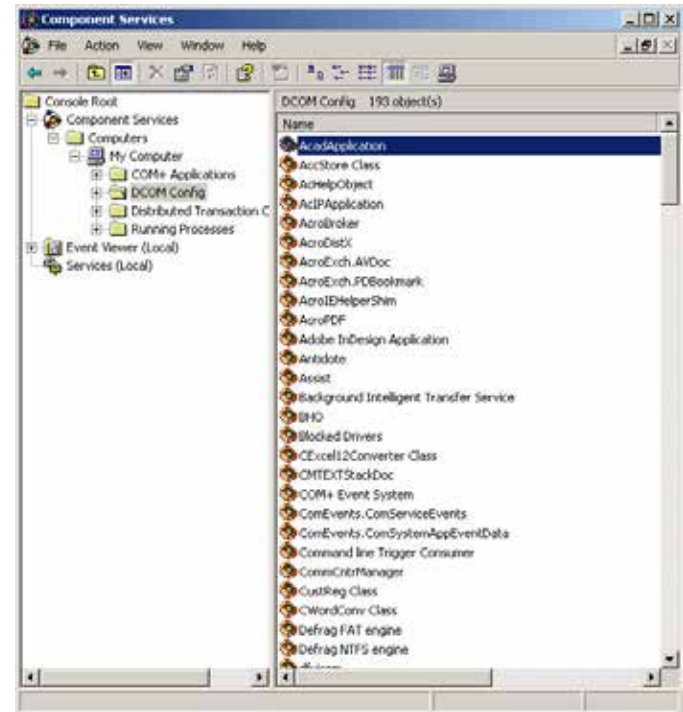 Component Services
File Action View Window Help
Console Root
Component Services
Computers
My Computer
COM+ Applications
DCOM Config
Distributed Transaction C
Running Processes
Event Viewer (Local)
Services (Local)
DCOM Config 193 object(s)
Name
AcadApplication
AccStore Class
AcHelpObject
AcIPApplication
AcroBroker
AcroDistX
AcroExch.AVDoc
AcroExch.PDBookmark
AcroIEHelperShim
AcroPDF
Adobe InDesign Application
Antidote
Assist
Background Intelligent Transfer Service
BHO
Blocked Drivers
CExcel12Converter Class
CMTEXTStackDoc
COM+ Event System
ComEvents.ComServiceEvents
ComEvents.ComSystemAppEventData
Command line Trigger Consumer
CommCntrManager
CustReg Class
CWordConv Class
Defrag FAT engine
Defrag NTFS engine